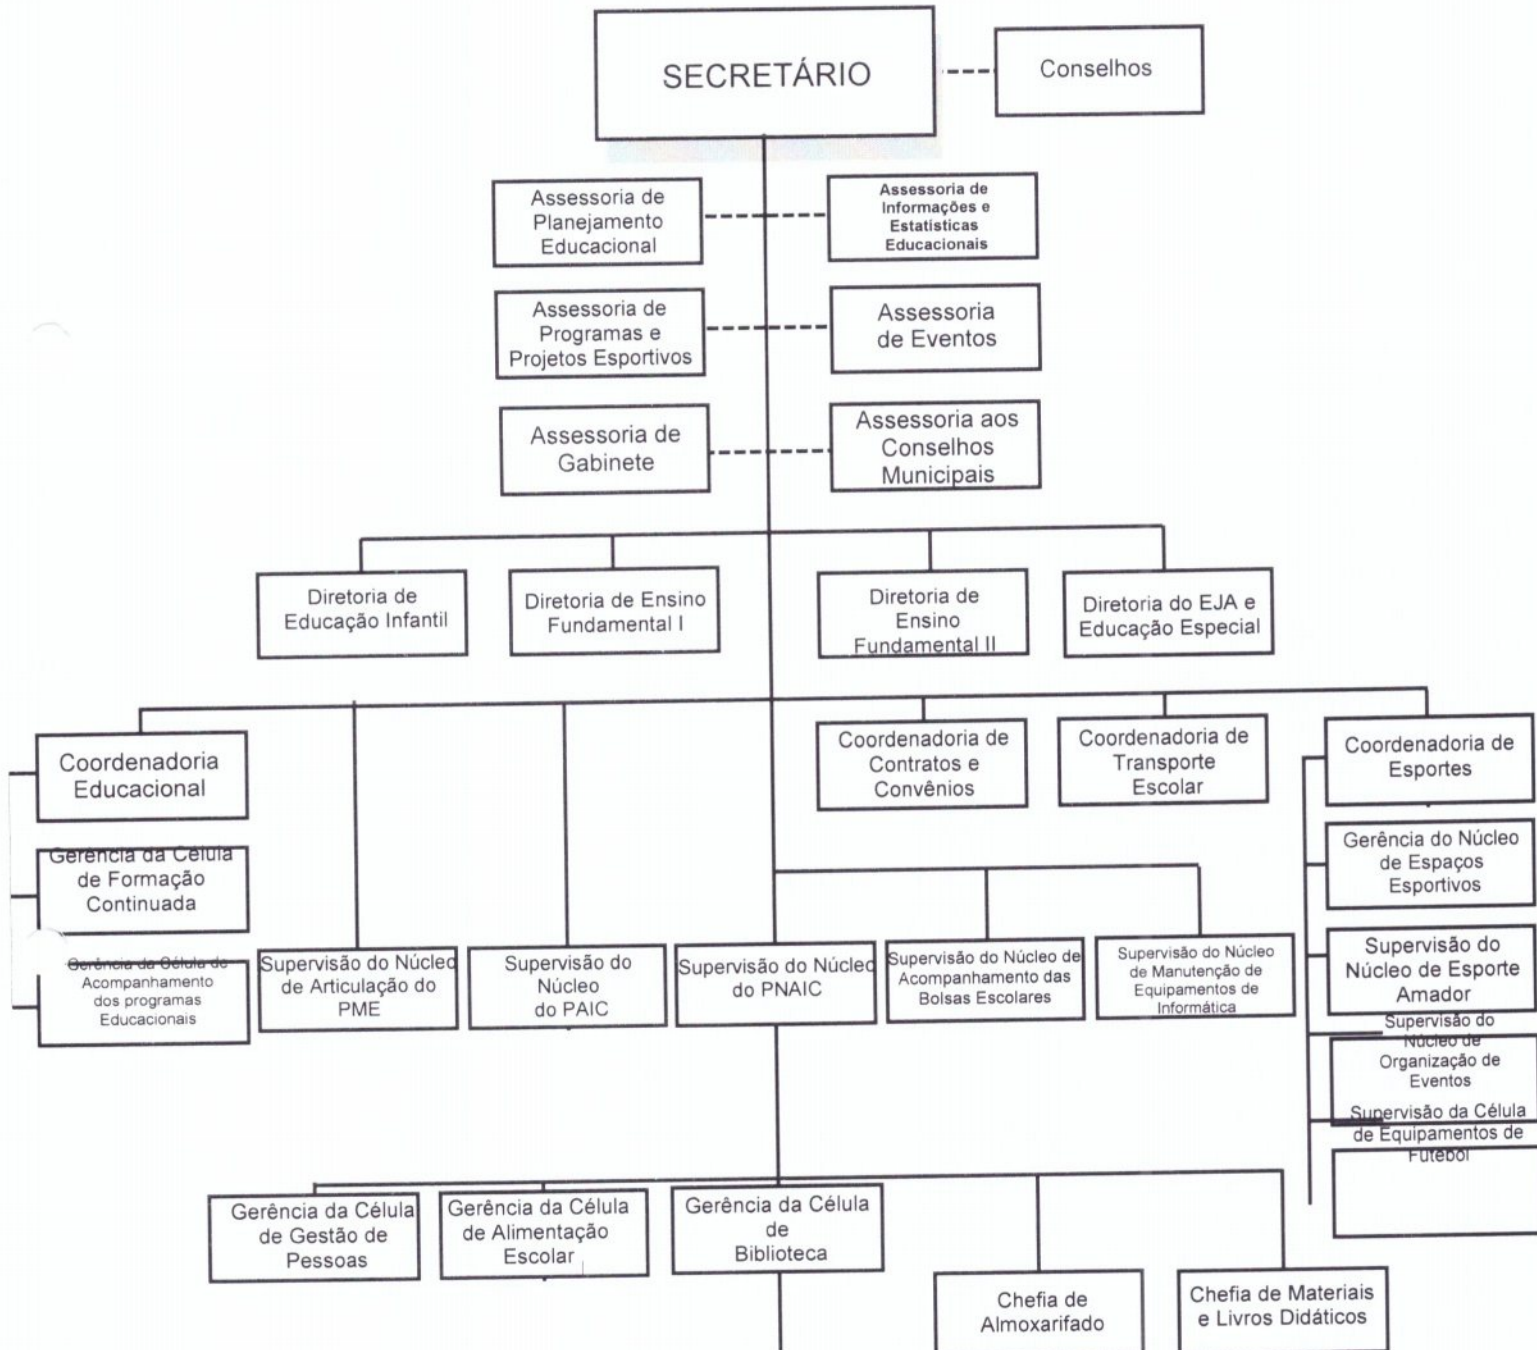 SECRETÁRIO
Conselhos
Assessoria de
Planejamento
Educacional
Assessoria de
Informações e
Estatísticas
Educacionais
Assessoria de
Programas e
Projetos Esportivos
Assessoria
de Eventos
Assessoria de
Gabinete
Assessoria aos
Conselhos
Municipais
Diretoria de
Educação Infantil
Diretoria de Ensino
Fundamental I
Diretoria de
Ensino
Fundamental II
Diretoria do EJA e
Educação Especial
Coordenadoria
Educacional
Coordenadoria de
Contratos e
Convênios
Coordenadoria de
Transporte
Escolar
Coordenadoria de
Esportes
Gerência da Célula
de Formação
Continuada
Gerência do Núcleo
de Espaços
Esportivos
Gerência da Célula de
Acompanhamento
dos programas
Educacionais
Supervisão do Núcleo
de Articulação do
PME
Supervisão do
Núcleo
do PAIC
Supervisão do Núcleo
do PNAIC
Supervisão do Núcleo de
Acompanhamento das
Bolsas Escolares
Supervisão do Núcleo
de Manutenção de
Equipamentos de
Informática
Supervisão do
Núcleo de Esporte
Amador
Supervisão do
Núcleo de
Organização de
Eventos
Supervisão da Célula
de Equipamentos de
Futebol
Gerência da Célula
de Gestão de
Pessoas
Gerência da Célula
de Alimentação
Escolar
Gerência da Célula
de
Biblioteca
Chefia de
Almoxarifado
Chefia de Materiais
e Livros Didáticos